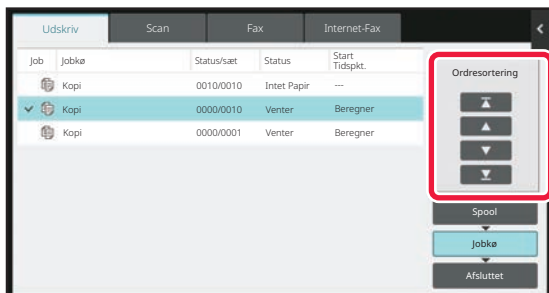 Udskriv Scan Fax Internet-Fax
Job Jobkø Status/sæt Status Start Tidspkt.
Kopi 0010/0010 Intet Papir ---
Kopi 0000/0010 Venter Beregner
Kopi 0000/0001 Venter Beregner
Ordresortering
Spool
Jobkø
Afsluttet